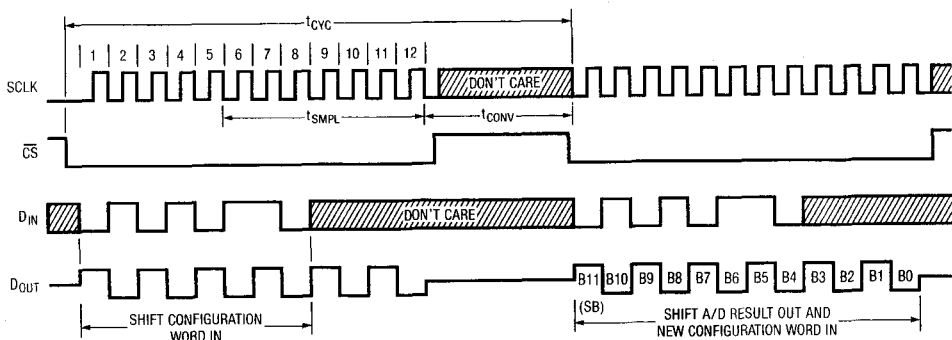 tCYC
1 2 3 4 5 6 7 8 9 10 11 12
SCLK
DON'T CARE
tSMPL
tCONV
CS
DIN
DON'T CARE
DOUT
B11 B10 B9 B8 B7 B6 B5 B4 B3 B2 B1 B0
(SB)
SHIFT CONFIGURATION
WORD IN
SHIFT A/D RESULT OUT AND
NEW CONFIGURATION WORD IN